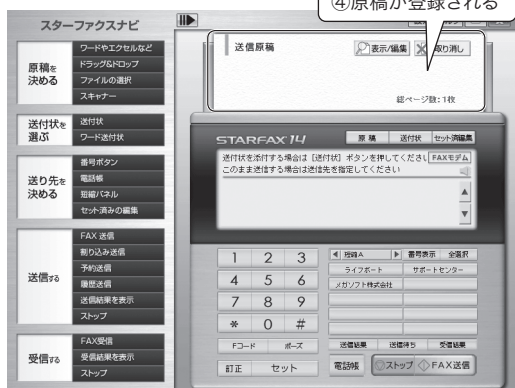 ④原稿が登録される
スターファクスナビ
原稿を
決める
ワードやエクセルなど
ドラッグ&ドロップ
ファイルの選択
スキャナー
送付状を
選ぶ
送付状
ワード送付状
送り先を
決める
番号ボタン
電話帳
短縮パネル
セット済みの編集
送信する
FAX 送信
割り込み送信
予約送信
履歴送信
送信結果を表示
ストップ
受信する
FAX受信
受信結果を表示
ストップ
送信原稿
表示/編集
取り消し
総ページ数:1枚
STARFAX 14
原 稿 送付状 セット済編集
送付状を添付する場合は [送付状] ボタンを押してくださ FAXモデム
このまま送信する場合は送信先を指定してください
1 2 3
4 5 6
7 8 9
* 0 #
Fコード ポーズ
訂正 セット
短縮A 番号表示 全選択
ライフボート サポートセンター
メガソフト株式会社
送信結果 送信待ち 受信結果
電話帳 ストップ FAX送信